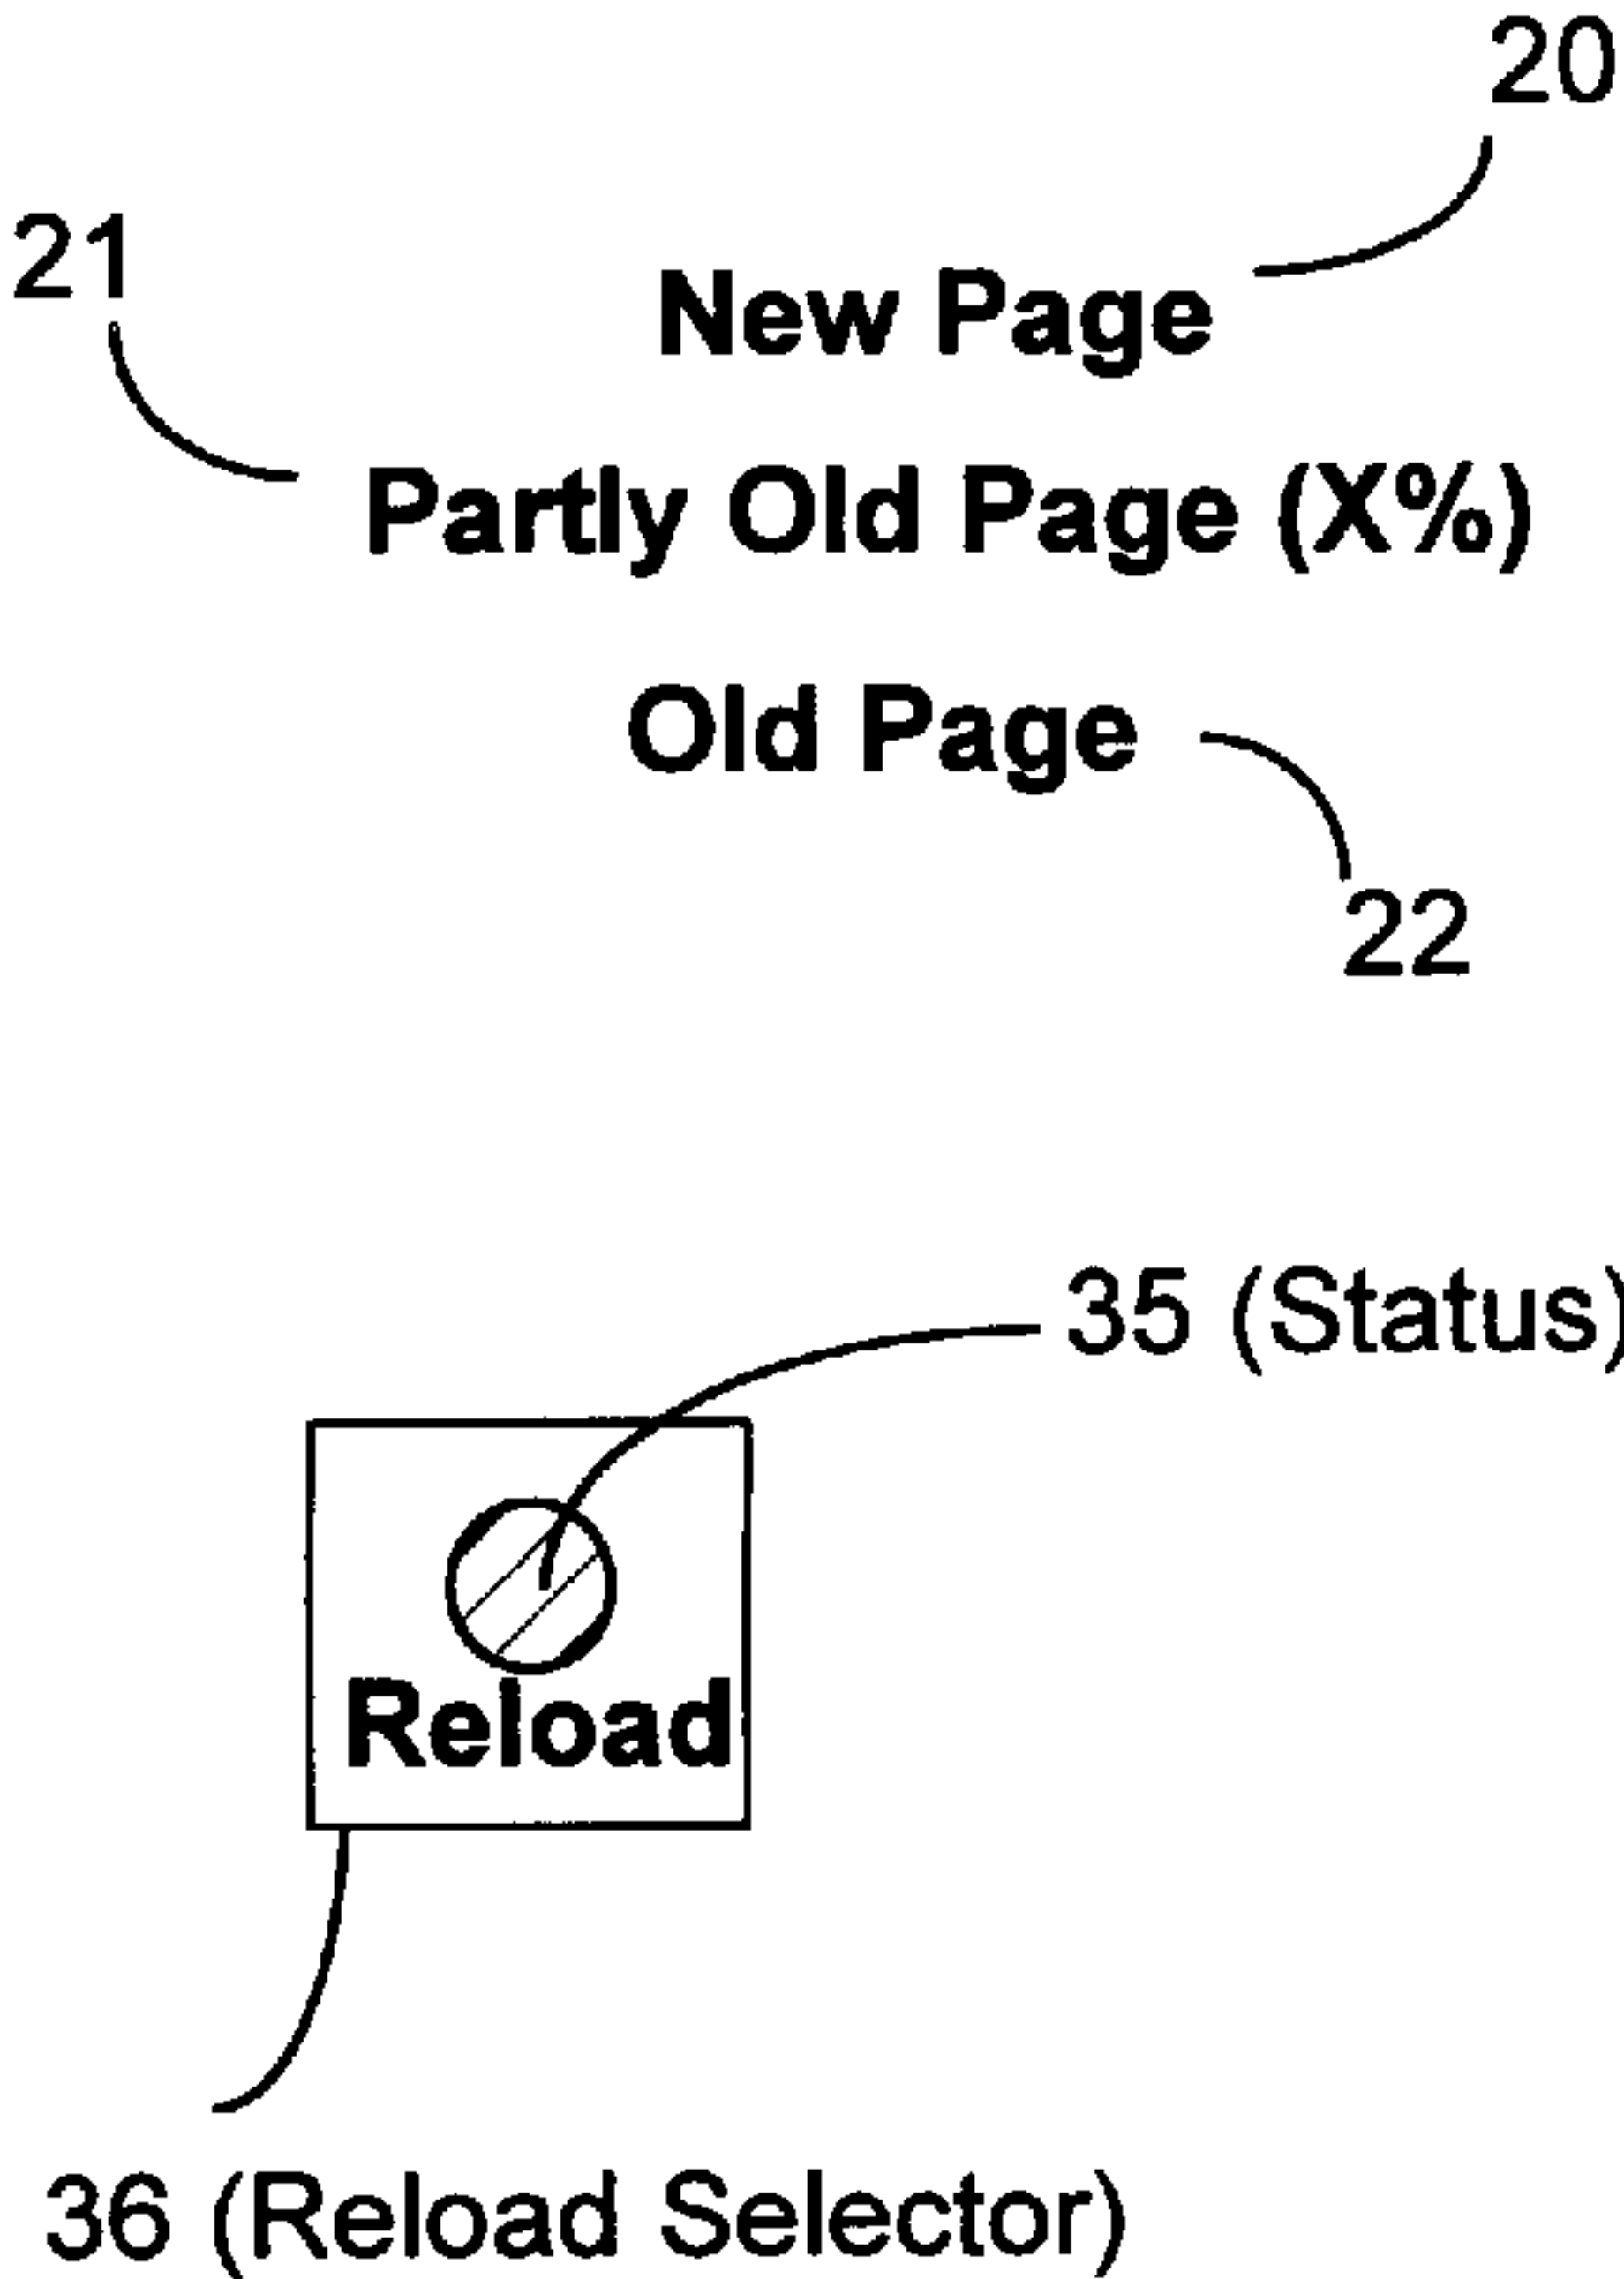 20
21
New Page
Partly Old Page (X%)
Old Page
22
35 (Status)
Reload
36 (Reload Selector)